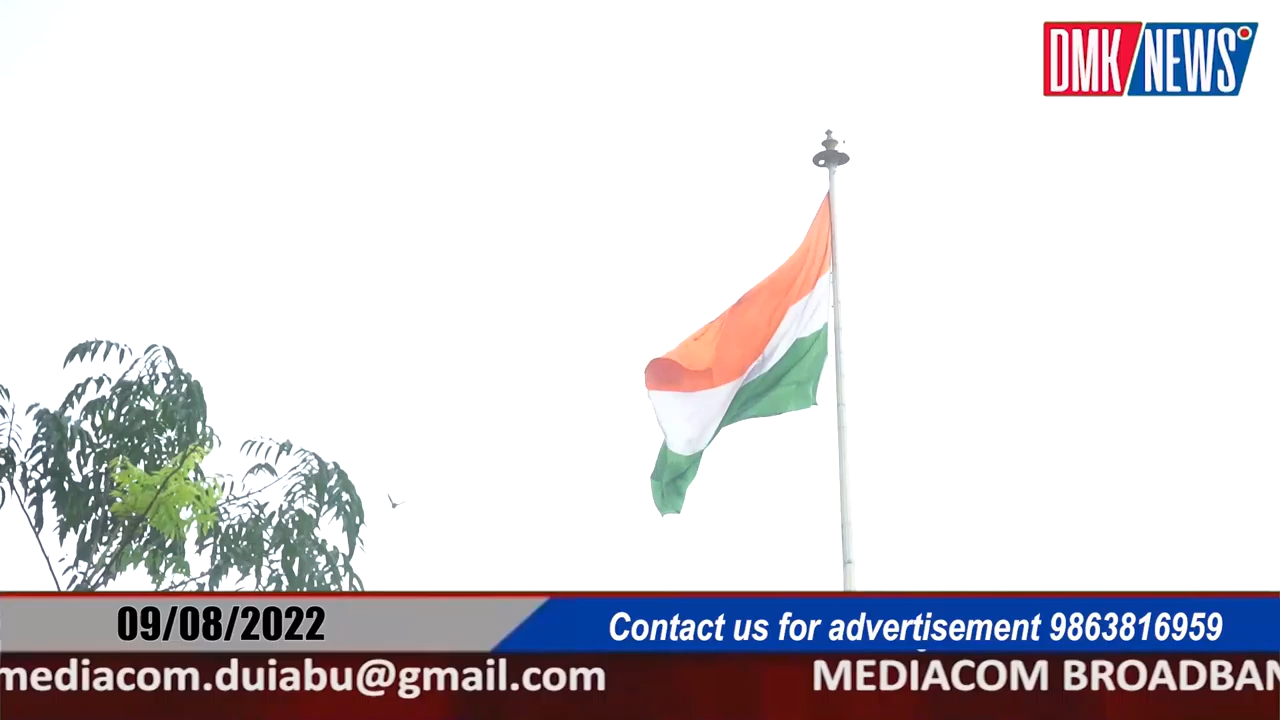 DMK NEWS
09/08/2022
Contact us for advertisement 9863816959
mediacom.duiabu@gmail.com MEDIACOM BROADBAN